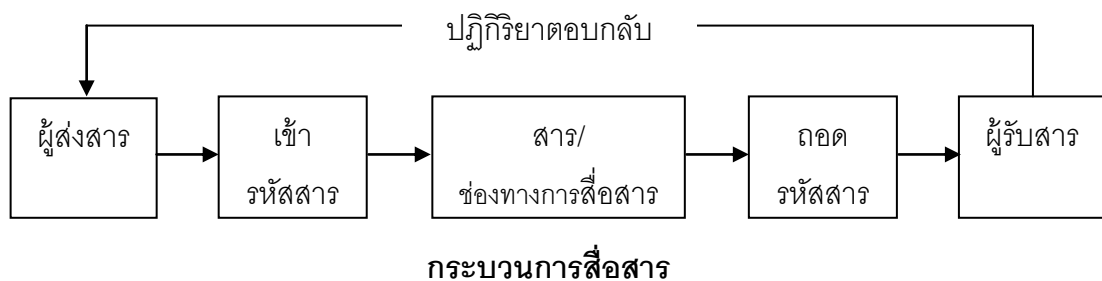 ปฏิกิริยาตอบกลับ
ผู้ส่งสาร
เข้า
รหัสสาร
สาร/
ช่องทางการสื่อสาร
ถอด
รหัสสาร
ผู้รับสาร
กระบวนการสื่อสาร